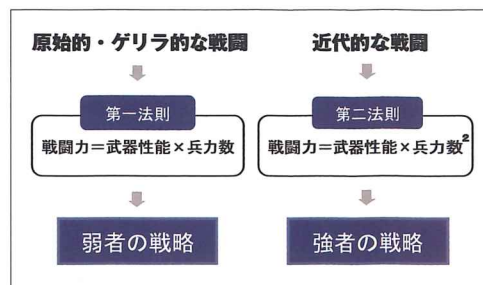 原始的・ゲリラ的な戦闘
第一法則
戦闘力＝武器性能×兵力数
弱者の戦略
近代的な戦闘
第二法則
戦闘力＝武器性能×兵力数²
強者の戦略